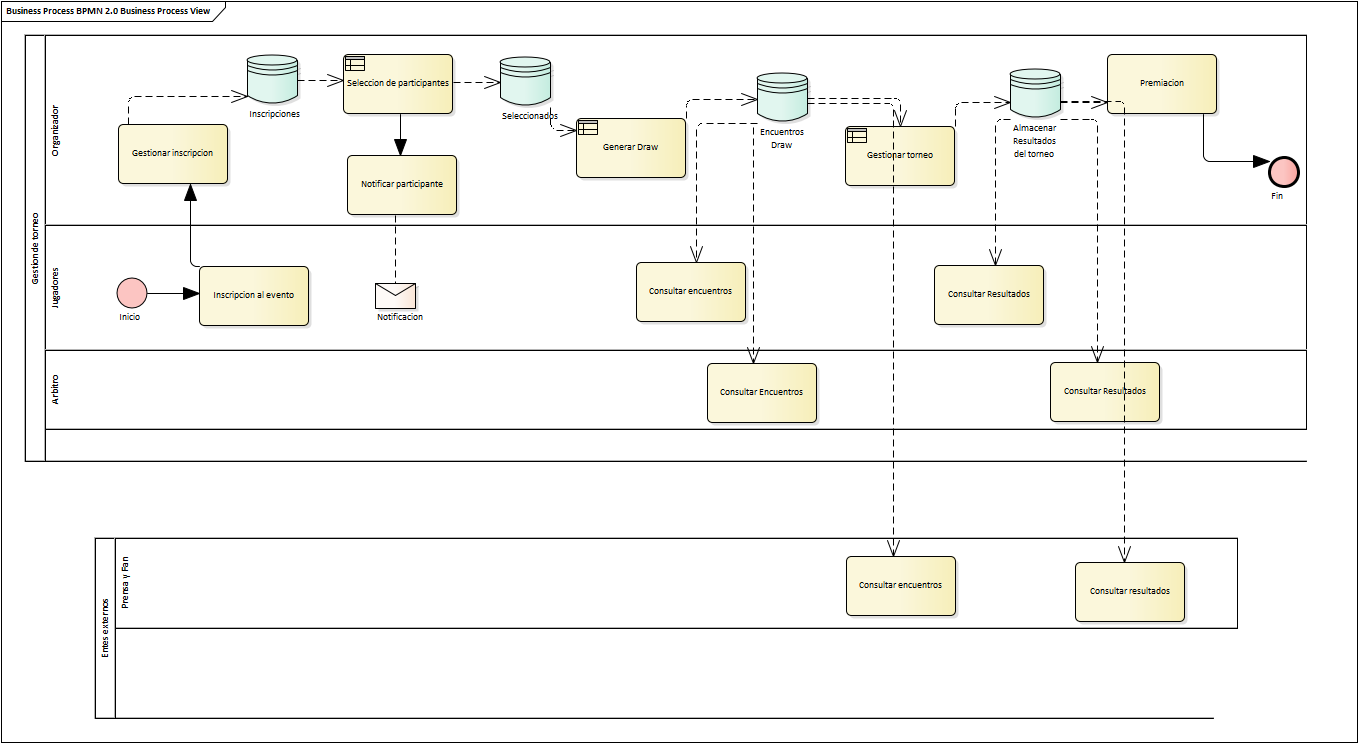 Business Process BPMN 2.0 Business Process View
Gestion de torneo
Organizador
Inscripciones
Seleccion de participantes
Seleccionados
Gestionar inscripcion
Notificar participante
Generar Draw
Encuentros
Draw
Gestionar torneo
Almacenar
Resultados
del torneo
Premiacion
Fin
Jugadores
Inicio
Inscripcion al evento
Notificacion
Consultar encuentros
Consultar Resultados
Arbitro
Consultar Encuentros
Consultar Resultados
Entes externos
Prensa y Fan
Consultar encuentros
Consultar resultados